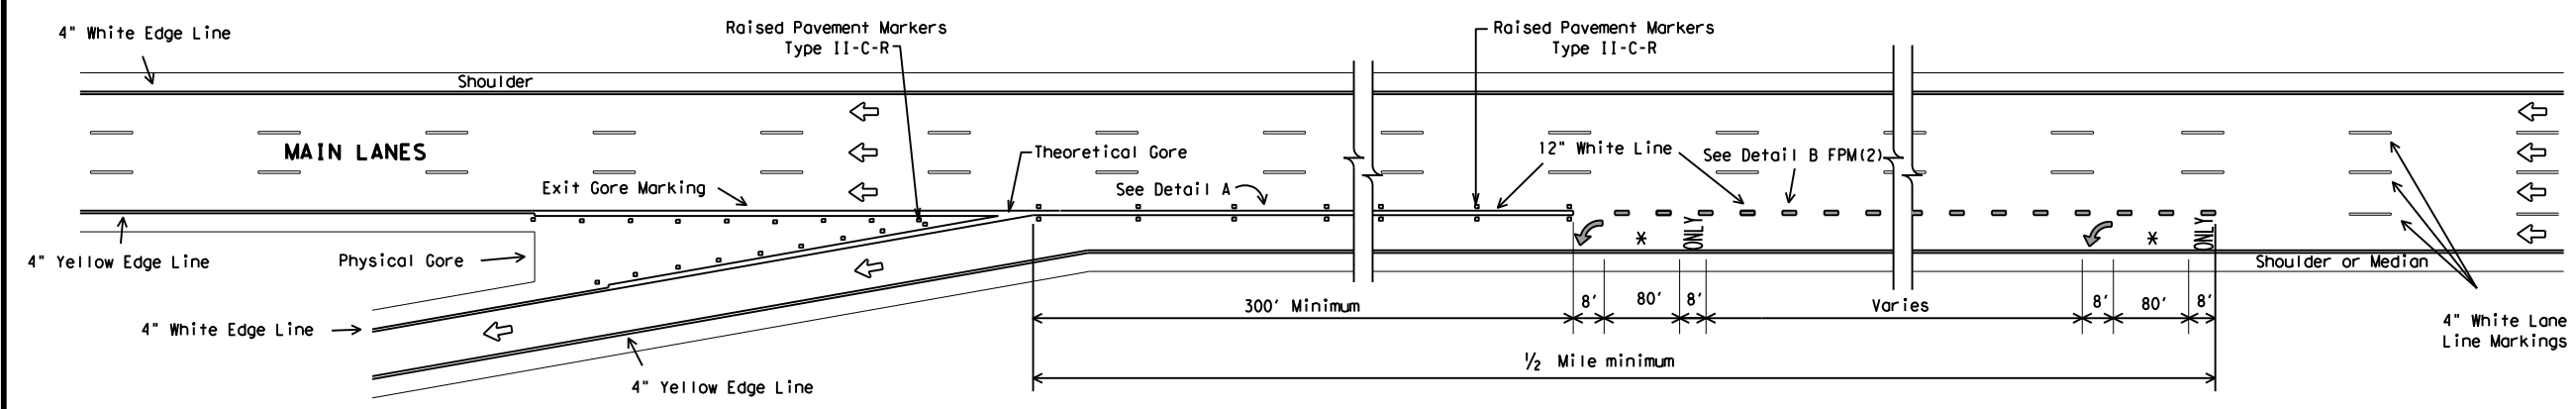 4" White Edge Line
Raised Pavement Markers
Type II-C-R
Raised Pavement Markers
Type II-C-R
Shoulder
MAIN LANES
Theoretical Gore
12" White Line
See Detail B FPM(2)
Exit Gore Marking
See Detail A
ONLY
ONLY
*
*
4" Yellow Edge Line
Physical Gore
Shoulder or Median
300' Minimum
8'
80'
8'
Varies
8'
80'
8'
4" White Edge Line
4" White Lane
Line Markings
1/2 Mile minimum
4" Yellow Edge Line